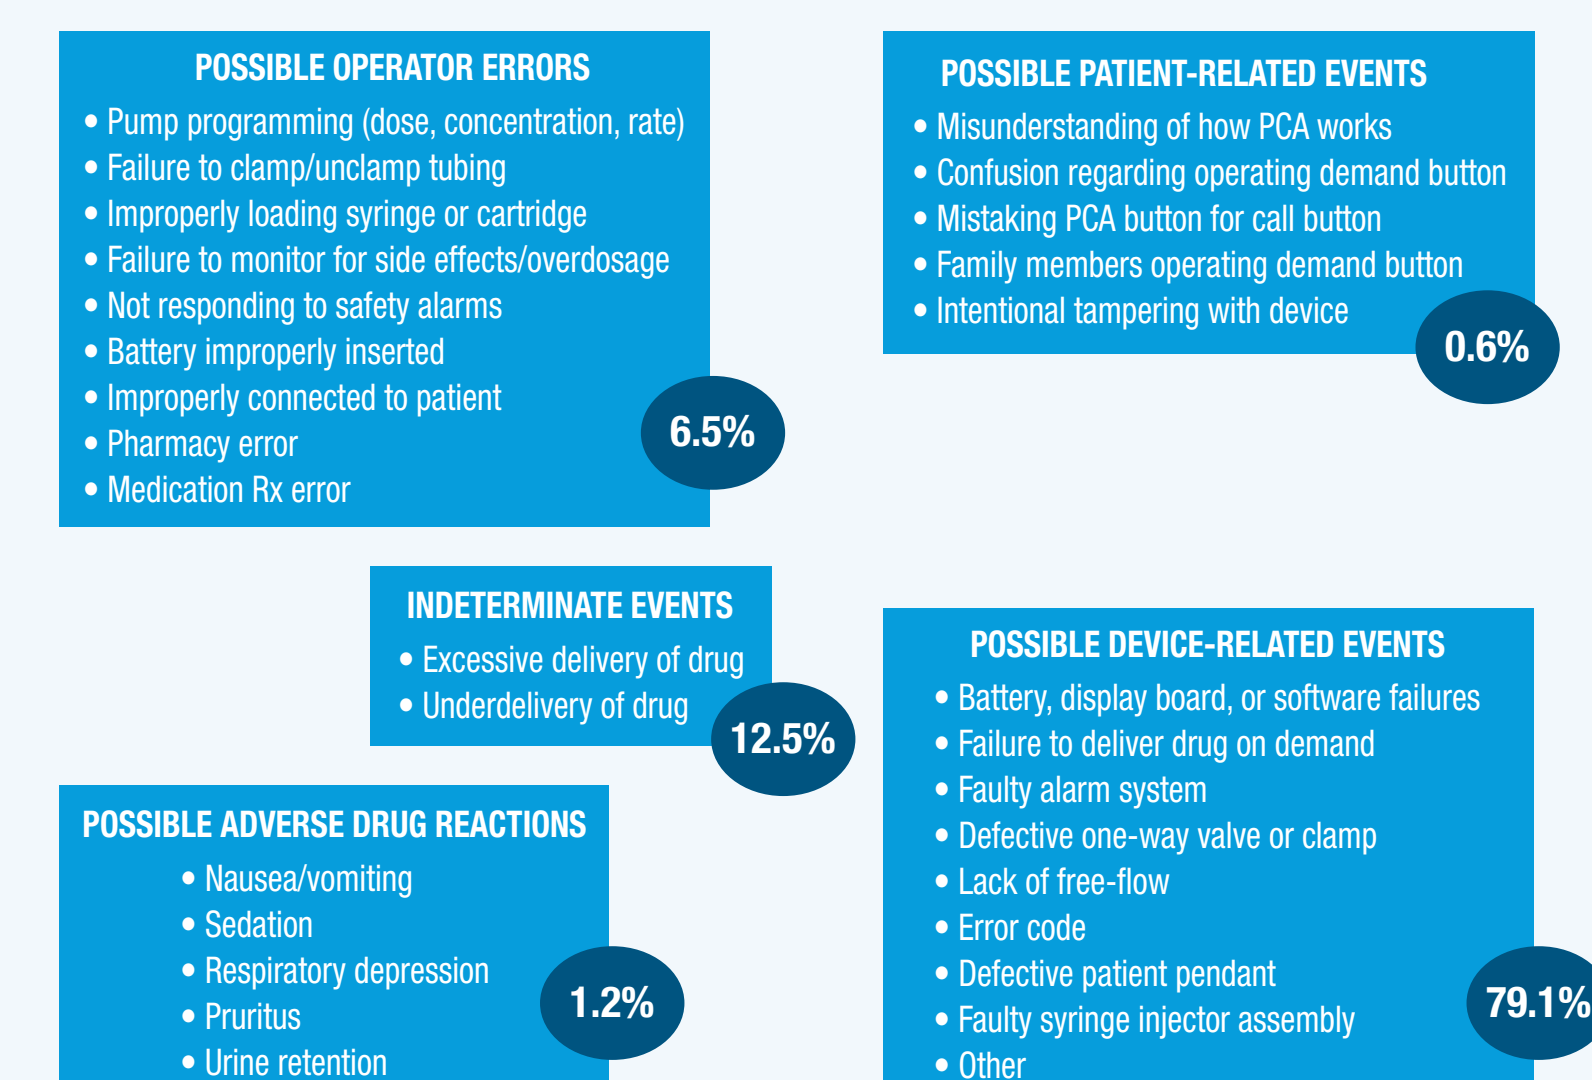 POSSIBLE OPERATOR ERRORS
• Pump programming (dose, concentration, rate)
• Failure to clamp/unclamp tubing
• Improperly loading syringe or cartridge
• Failure to monitor for side effects/overdosage
• Not responding to safety alarms
• Battery improperly inserted
• Improperly connected to patient
• Pharmacy error
• Medication Rx error
6.5%
POSSIBLE PATIENT-RELATED EVENTS
• Misunderstanding of how PCA works
• Confusion regarding operating demand button
• Mistaking PCA button for call button
• Family members operating demand button
• Intentional tampering with device
0.6%
INDETERMINATE EVENTS
• Excessive delivery of drug
• Underdelivery of drug
12.5%
POSSIBLE ADVERSE DRUG REACTIONS
• Nausea/vomiting
• Sedation
• Respiratory depression
• Pruritus
• Urine retention
1.2%
POSSIBLE DEVICE-RELATED EVENTS
• Battery, display board, or software failures
• Failure to deliver drug on demand
• Faulty alarm system
• Defective one-way valve or clamp
• Lack of free-flow
• Error code
• Defective patient pendant
• Faulty syringe injector assembly
• Other
79.1%